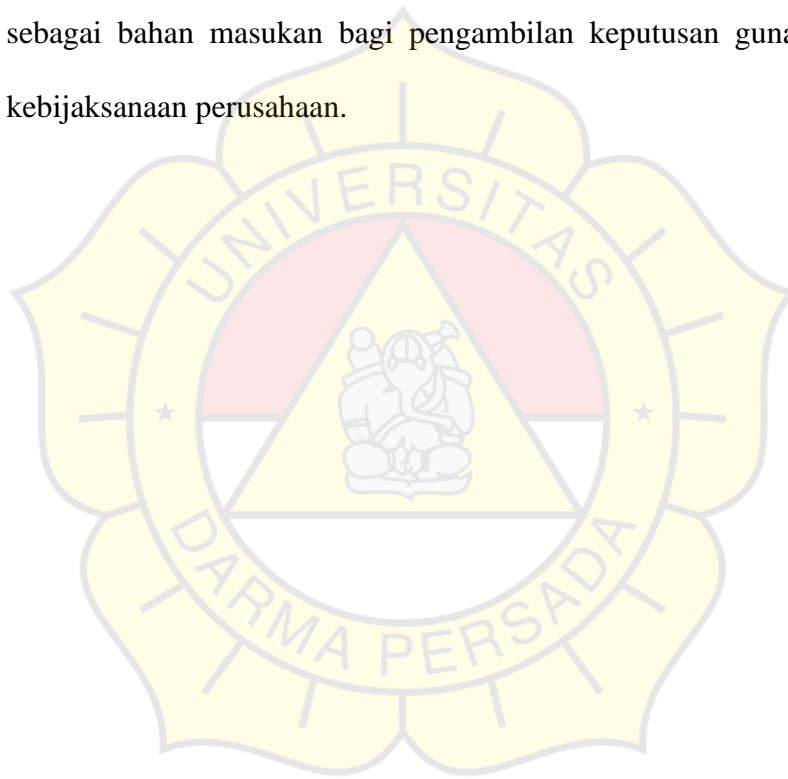 sebagai bahan masukan bagi pengambilan keputusan guna
kebijaksanaan perusahaan.
UNIVERSITAS
DARMA PERSADA